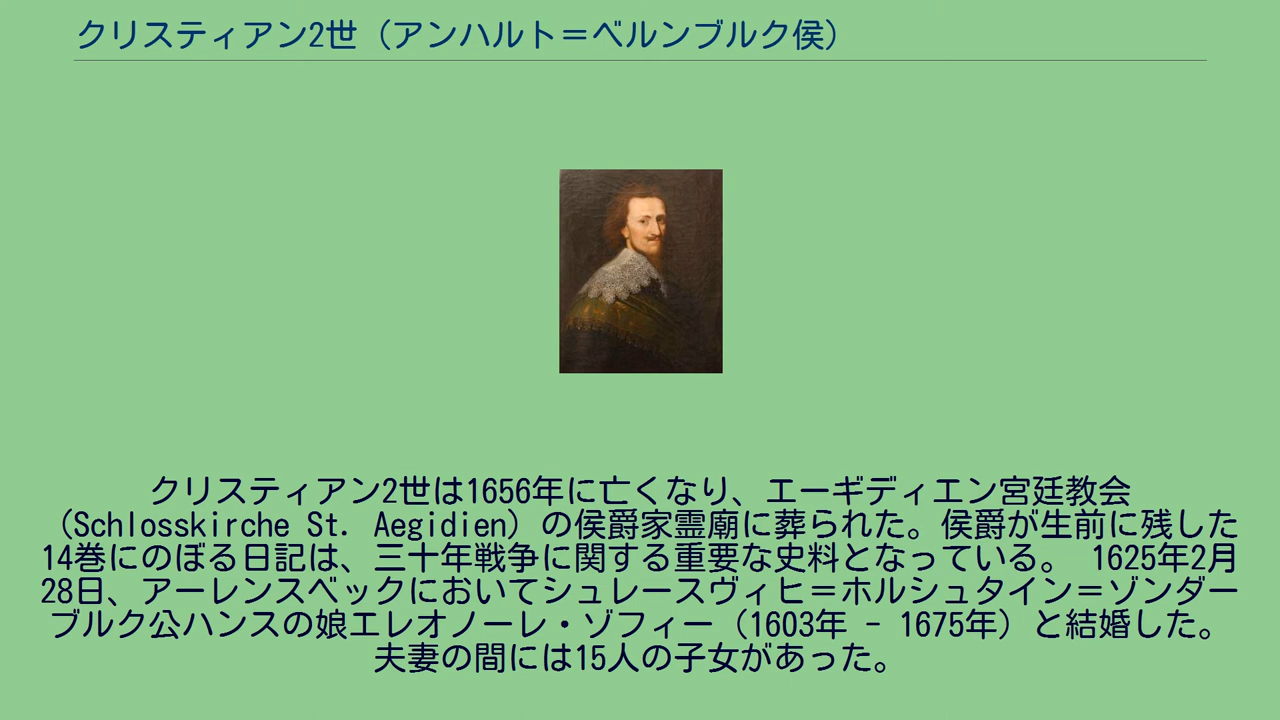 クリスティアン2世（アンハルト＝ベルンブルク侯）
クリスティアン2世は1656年に亡くなり、エーギディエン宮廷教会
（Schlosskirche St. Aegidien）の侯爵家霊廟に葬られた。侯爵が生前に残した
14巻にのぼる日記は、三十年戦争に関する重要な史料となっている。 1625年2月
28日、アーレンスベックにおいてシュレースヴィヒ＝ホルシュタイン＝ゾンダー
ブルク公ハンスの娘エレオノーレ・ゾフィー（1603年 - 1675年）と結婚した。
夫妻の間には15人の子女があった。